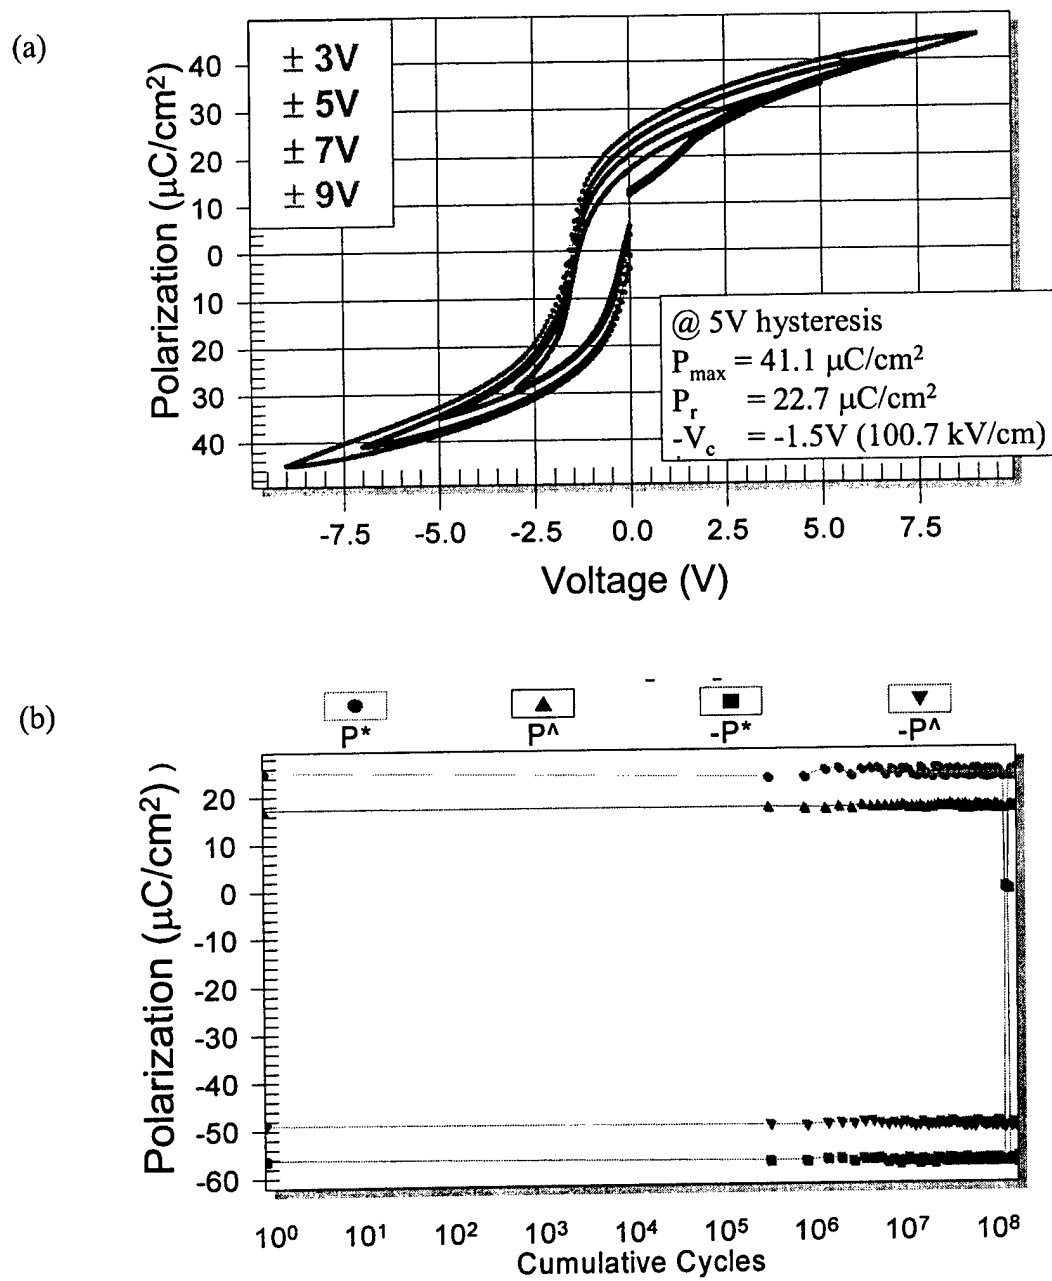 (a)
± 3V
± 5V
± 7V
± 9V
Polarization (μC/cm²)
40
30
20
10
0
10
20
30
40
@ 5V hysteresis
Pmax = 41.1 μC/cm²
Pr = 22.7 μC/cm²
-Vc = -1.5V (100.7 kV/cm)
-7.5 -5.0 -2.5 0.0 2.5 5.0 7.5
Voltage (V)
(b)
P* P^ -P* -P^
Polarization (μC/cm²))
20
10
0
-10
-20
-30
-40
-50
-60
10⁰ 10¹ 10² 10³ 10⁴ 10⁵ 10⁶ 10⁷ 10⁸
Cumulative Cycles